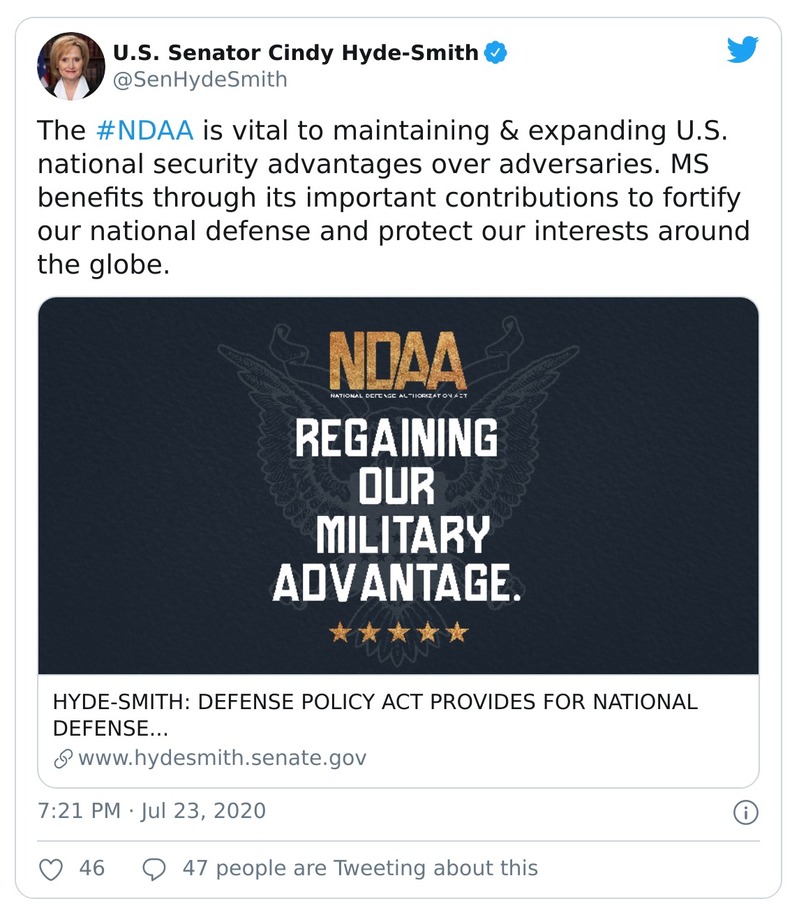 U.S. Senator Cindy Hyde-Smith
@SenHydeSmith
The #NDAA is vital to maintaining & expanding U.S.
national security advantages over adversaries. MS
benefits through its important contributions to fortify
our national defense and protect our interests around
the globe.
NDAA
NATIONAL DEFENSE AUTHORIZATION ACT
REGAINING
OUR
MILITARY
ADVANTAGE.
HYDE-SMITH: DEFENSE POLICY ACT PROVIDES FOR NATIONAL
DEFENSE...
www.hydesmith.senate.gov
7:21 PM · Jul 23, 2020
46
47 people are Tweeting about this